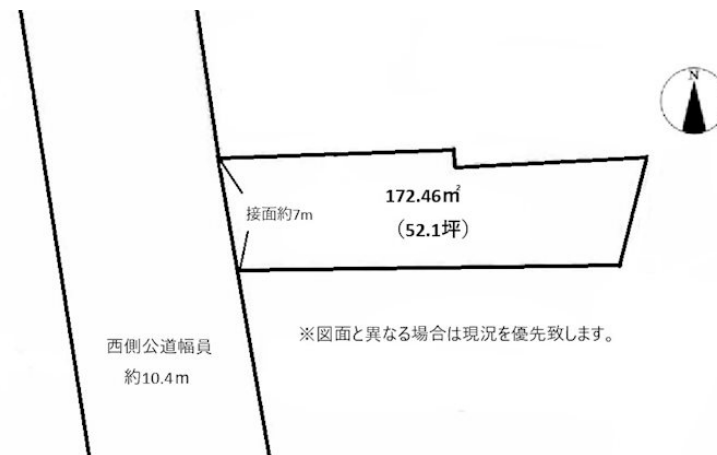 N
172.46㎡
（52.1坪）
接面約7m
※図面と異なる場合は現況を優先致します。
西側公道幅員
約10.4ｍ